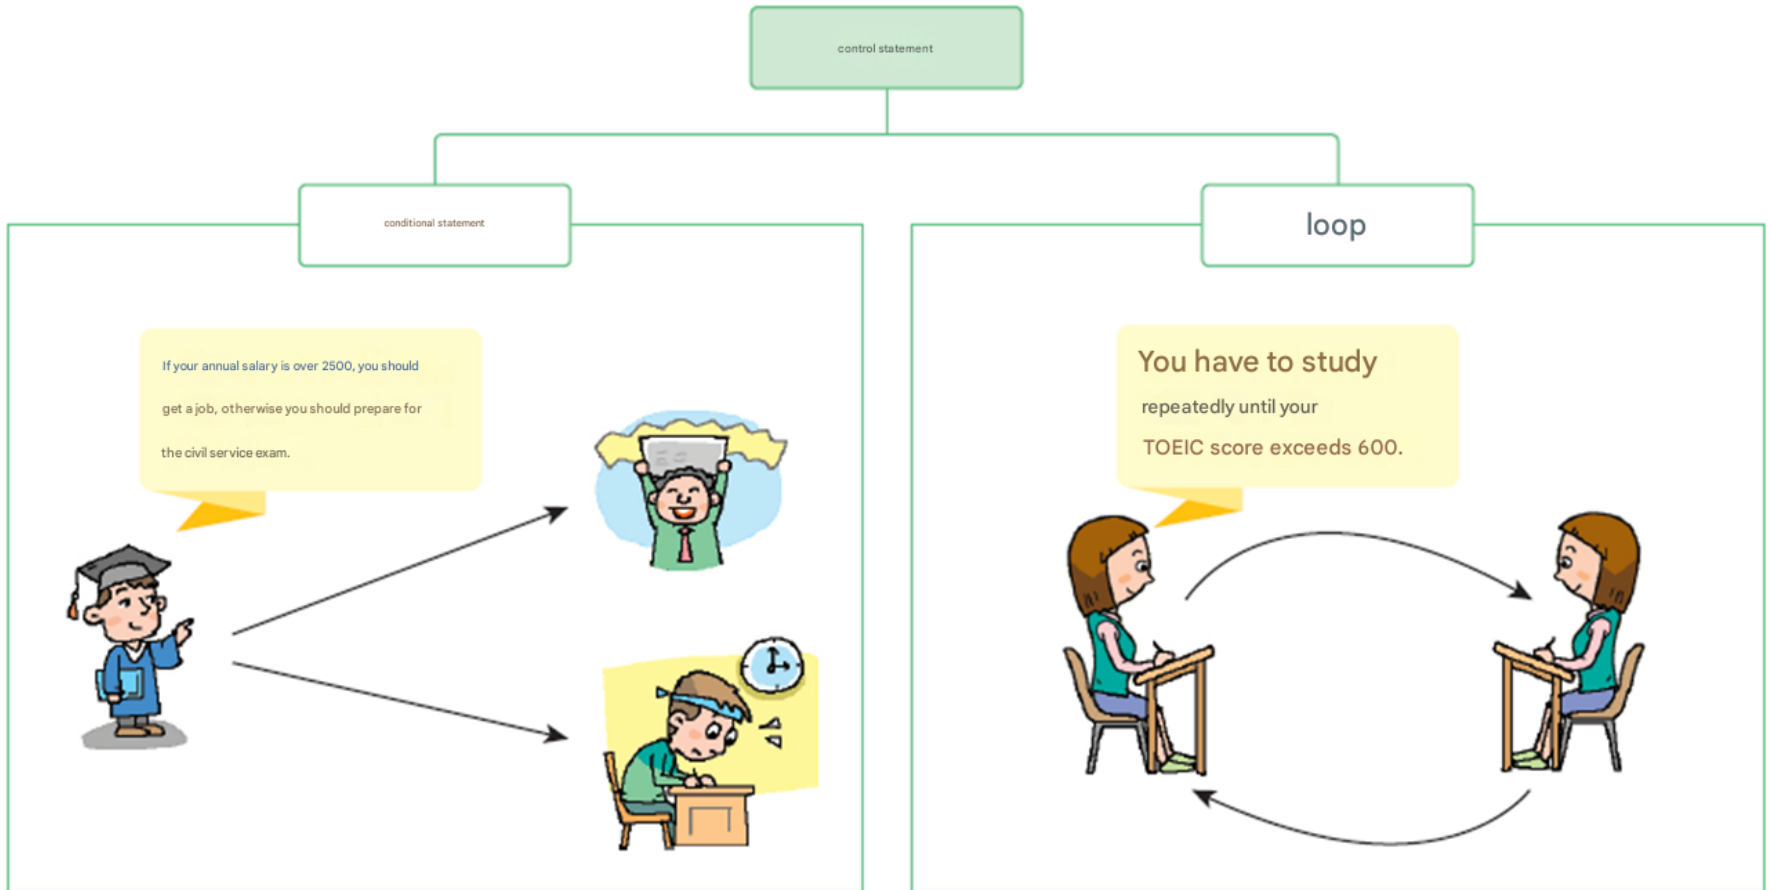 control statement
conditional statement
loop
If your annual salary is over 2500, you should
get a job, otherwise you should prepare for
the civil service exam.
You have to study
repeatedly until your
TOEIC score exceeds 600.